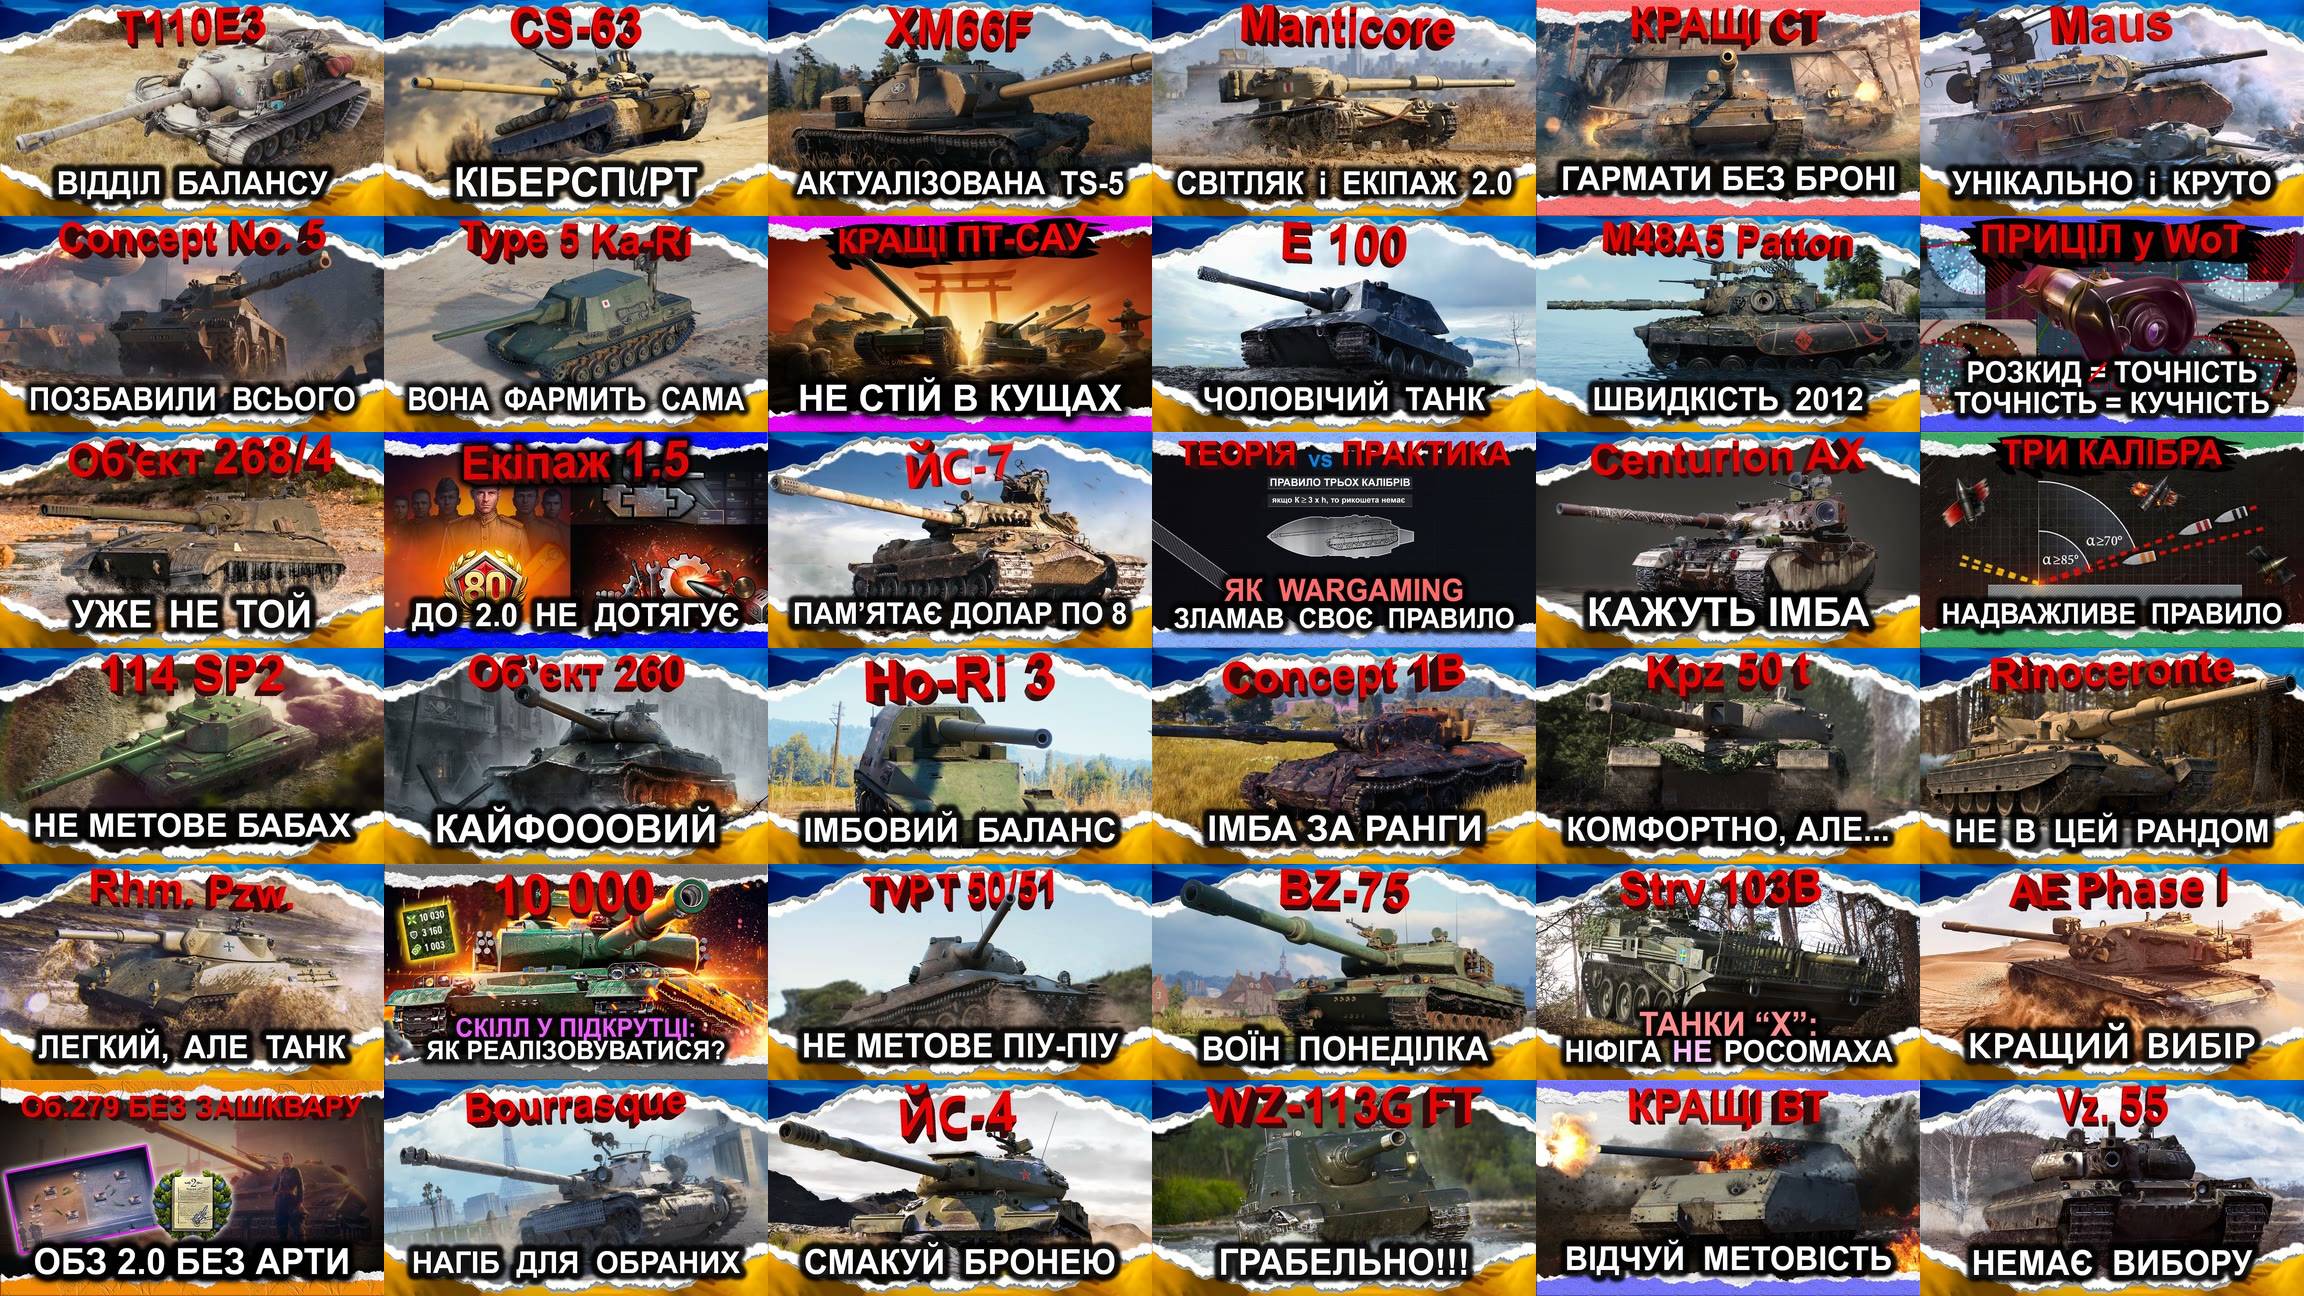 T110E3
ВІДДІЛ БАЛАНСУ
CS-63
КІБЕРСПИРТ
XM66F
АКТУАЛІЗОВАНА TS-5
Manticore
СВІТЛЯК і ЕКІПАЖ 2.0
КРАЩІ СТ
ГАРМАТИ БЕЗ БРОНІ
Maus
УНІКАЛЬНО і КРУТО
Concept No. 5
ПОЗБАВИЛИ ВСЬОГО
Type 5 Ka-Ri
ВОНА ФАРМИТЬ САМА
КРАЩІ ПТ-САУ
НЕ СТІЙ В КУЩАХ
E 100
ЧОЛОВІЧИЙ ТАНК
M48A5 Patton
ШВИДКІСТЬ 2012
ПРИЦІЛ у WoT
РОЗКИД = ТОЧНІСТЬ
ТОЧНІСТЬ = КУЧНІСТЬ
Об'єкт 268/4
УЖЕ НЕ ТОЙ
Екіпаж 1.5
80
ДО 2.0 НЕ ДОТЯГУЄ
ЙС-7
ПАМ'ЯТАЄ ДОЛАР ПО 8
ТЕОРІЯ vs ПРАКТИКА
ПРАВИЛО ТРЬОХ КАЛІБРІВ
якщо K ≥ 3 x h, то рикошета немає
ЯК WARGAMING
ЗЛАМАВ СВОЄ ПРАВИЛО
Centurion AX
КАЖУТЬ ІМБА
ТРИ КАЛІБРА
α≥70°
α≥85°
НАДВАЖЛИВЕ ПРАВИЛО
114 SP2
НЕ МЕТОВЕ БАБАХ
Об'єкт 260
КАЙФОООВИЙ
Ho-Ri 3
ІМБОВИЙ БАЛАНС
Concept 1B
ІМБА ЗА РАНГИ
Kpz 50 t
КОМФОРТНО, АЛЕ...
Rinoceronte
НЕ В ЦЕЙ РАНДОМ
Rhm. Pzw.
ЛЕГКИЙ, АЛЕ ТАНК
10 000
10 030
3 160
1 003
СКІЛЛ У ПІДКРУТЦІ:
ЯК РЕАЛІЗОВУВАТИСЯ?
TVP T 50/51
НЕ МЕТОВЕ ПІУ-ПІУ
BZ-75
ВОЇН ПОНЕДІЛКА
Strv 103B
ТАНКИ “Х”:
НІФІГА НЕ РОСОМАХА
AE Phase I
КРАЩИЙ ВИБІР
Об.279 БЕЗ ЗАШКВАРУ
2
ОБЗ 2.0 БЕЗ АРТИ
Bourrasque
НАГІБ ДЛЯ ОБРАНИХ
ЙС-4
СМАКУЙ БРОНЕЮ
WZ-113G FT
ГРАБЕЛЬНО!!!
КРАЩІ ВТ
ВІДЧУЙ МЕТОВІСТЬ
Vz. 55
НЕМАЄ ВИБОРУ